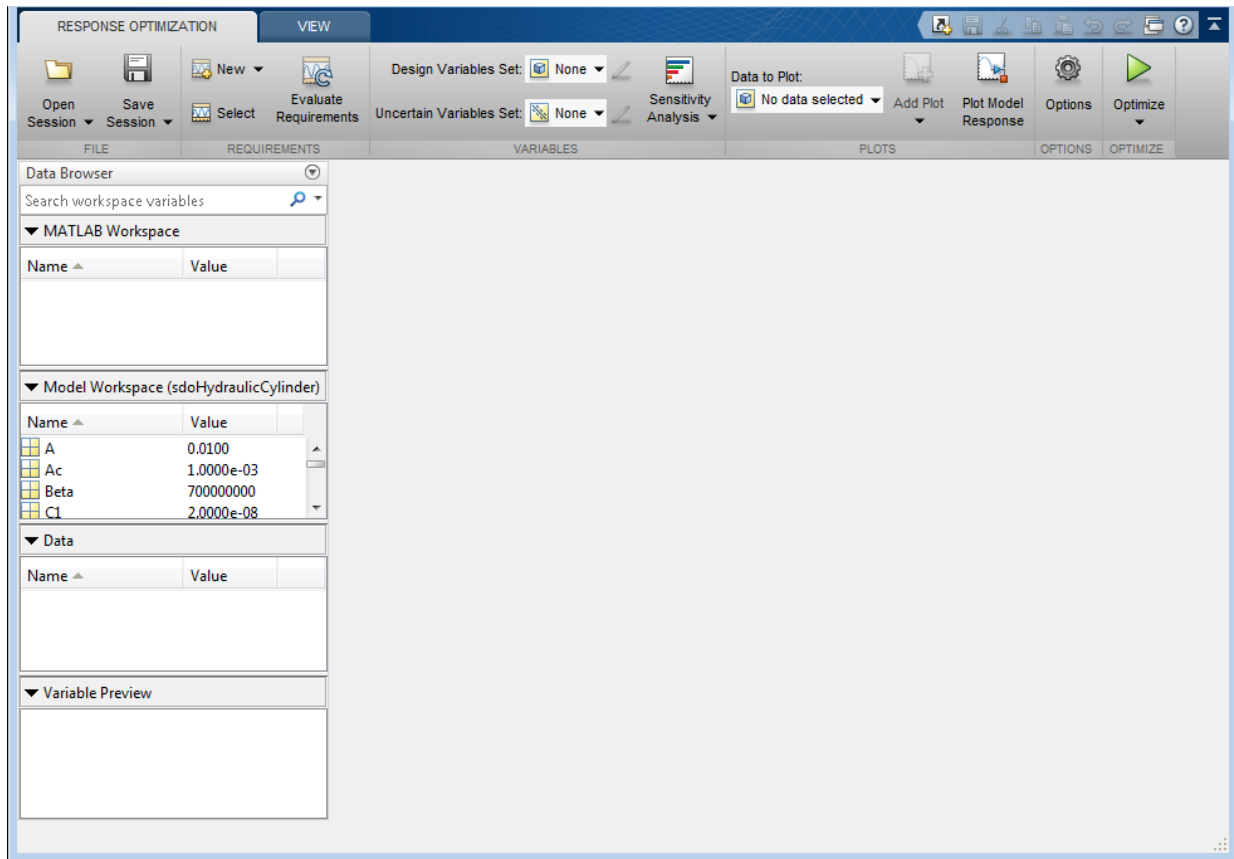 RESPONSE OPTIMIZATION VIEW
Open Session
Save Session
New
Select
Evaluate Requirements
Design Variables Set: None
Uncertain Variables Set: None
Sensitivity Analysis
Data to Plot:
No data selected
Add Plot
Plot Model Response
Options
Optimize
FILE REQUIREMENTS VARIABLES PLOTS OPTIONS OPTIMIZE
Data Browser
Search workspace variables
MATLAB Workspace
Name Value
Model Workspace (sdoHydraulicCylinder)
Name Value
A 0.0100
Ac 1.0000e-03
Beta 700000000
C1 2.0000e-08
Data
Name Value
Variable Preview